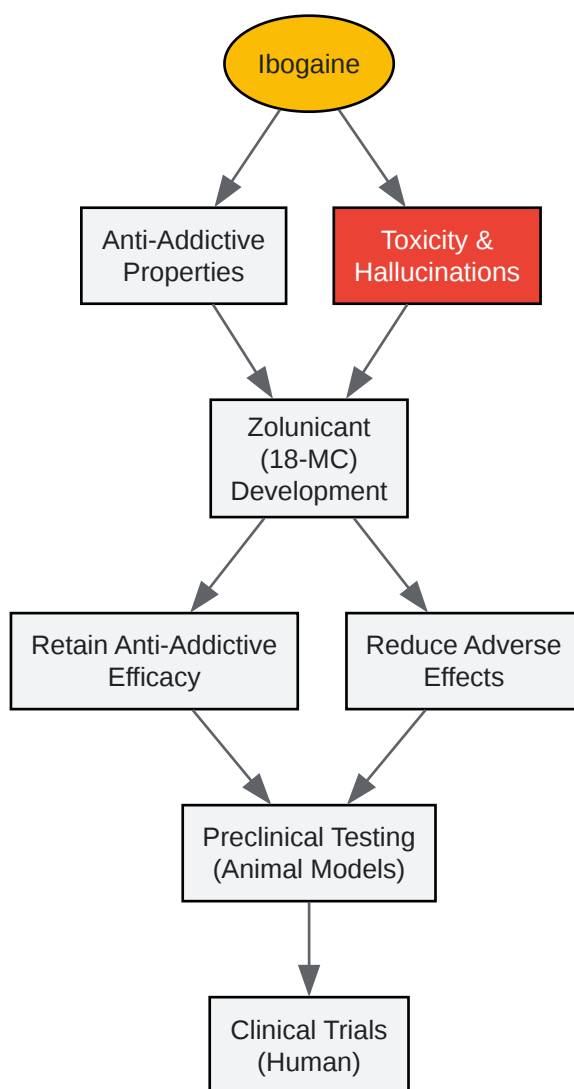 Ibogaine
Anti-Addictive
Properties
Toxicity &
Hallucinations
Zolunicant
(18-MC)
Development
Retain Anti-Addictive
Efficacy
Reduce Adverse
Effects
Preclinical Testing
(Animal Models)
Clinical Trials
(Human)